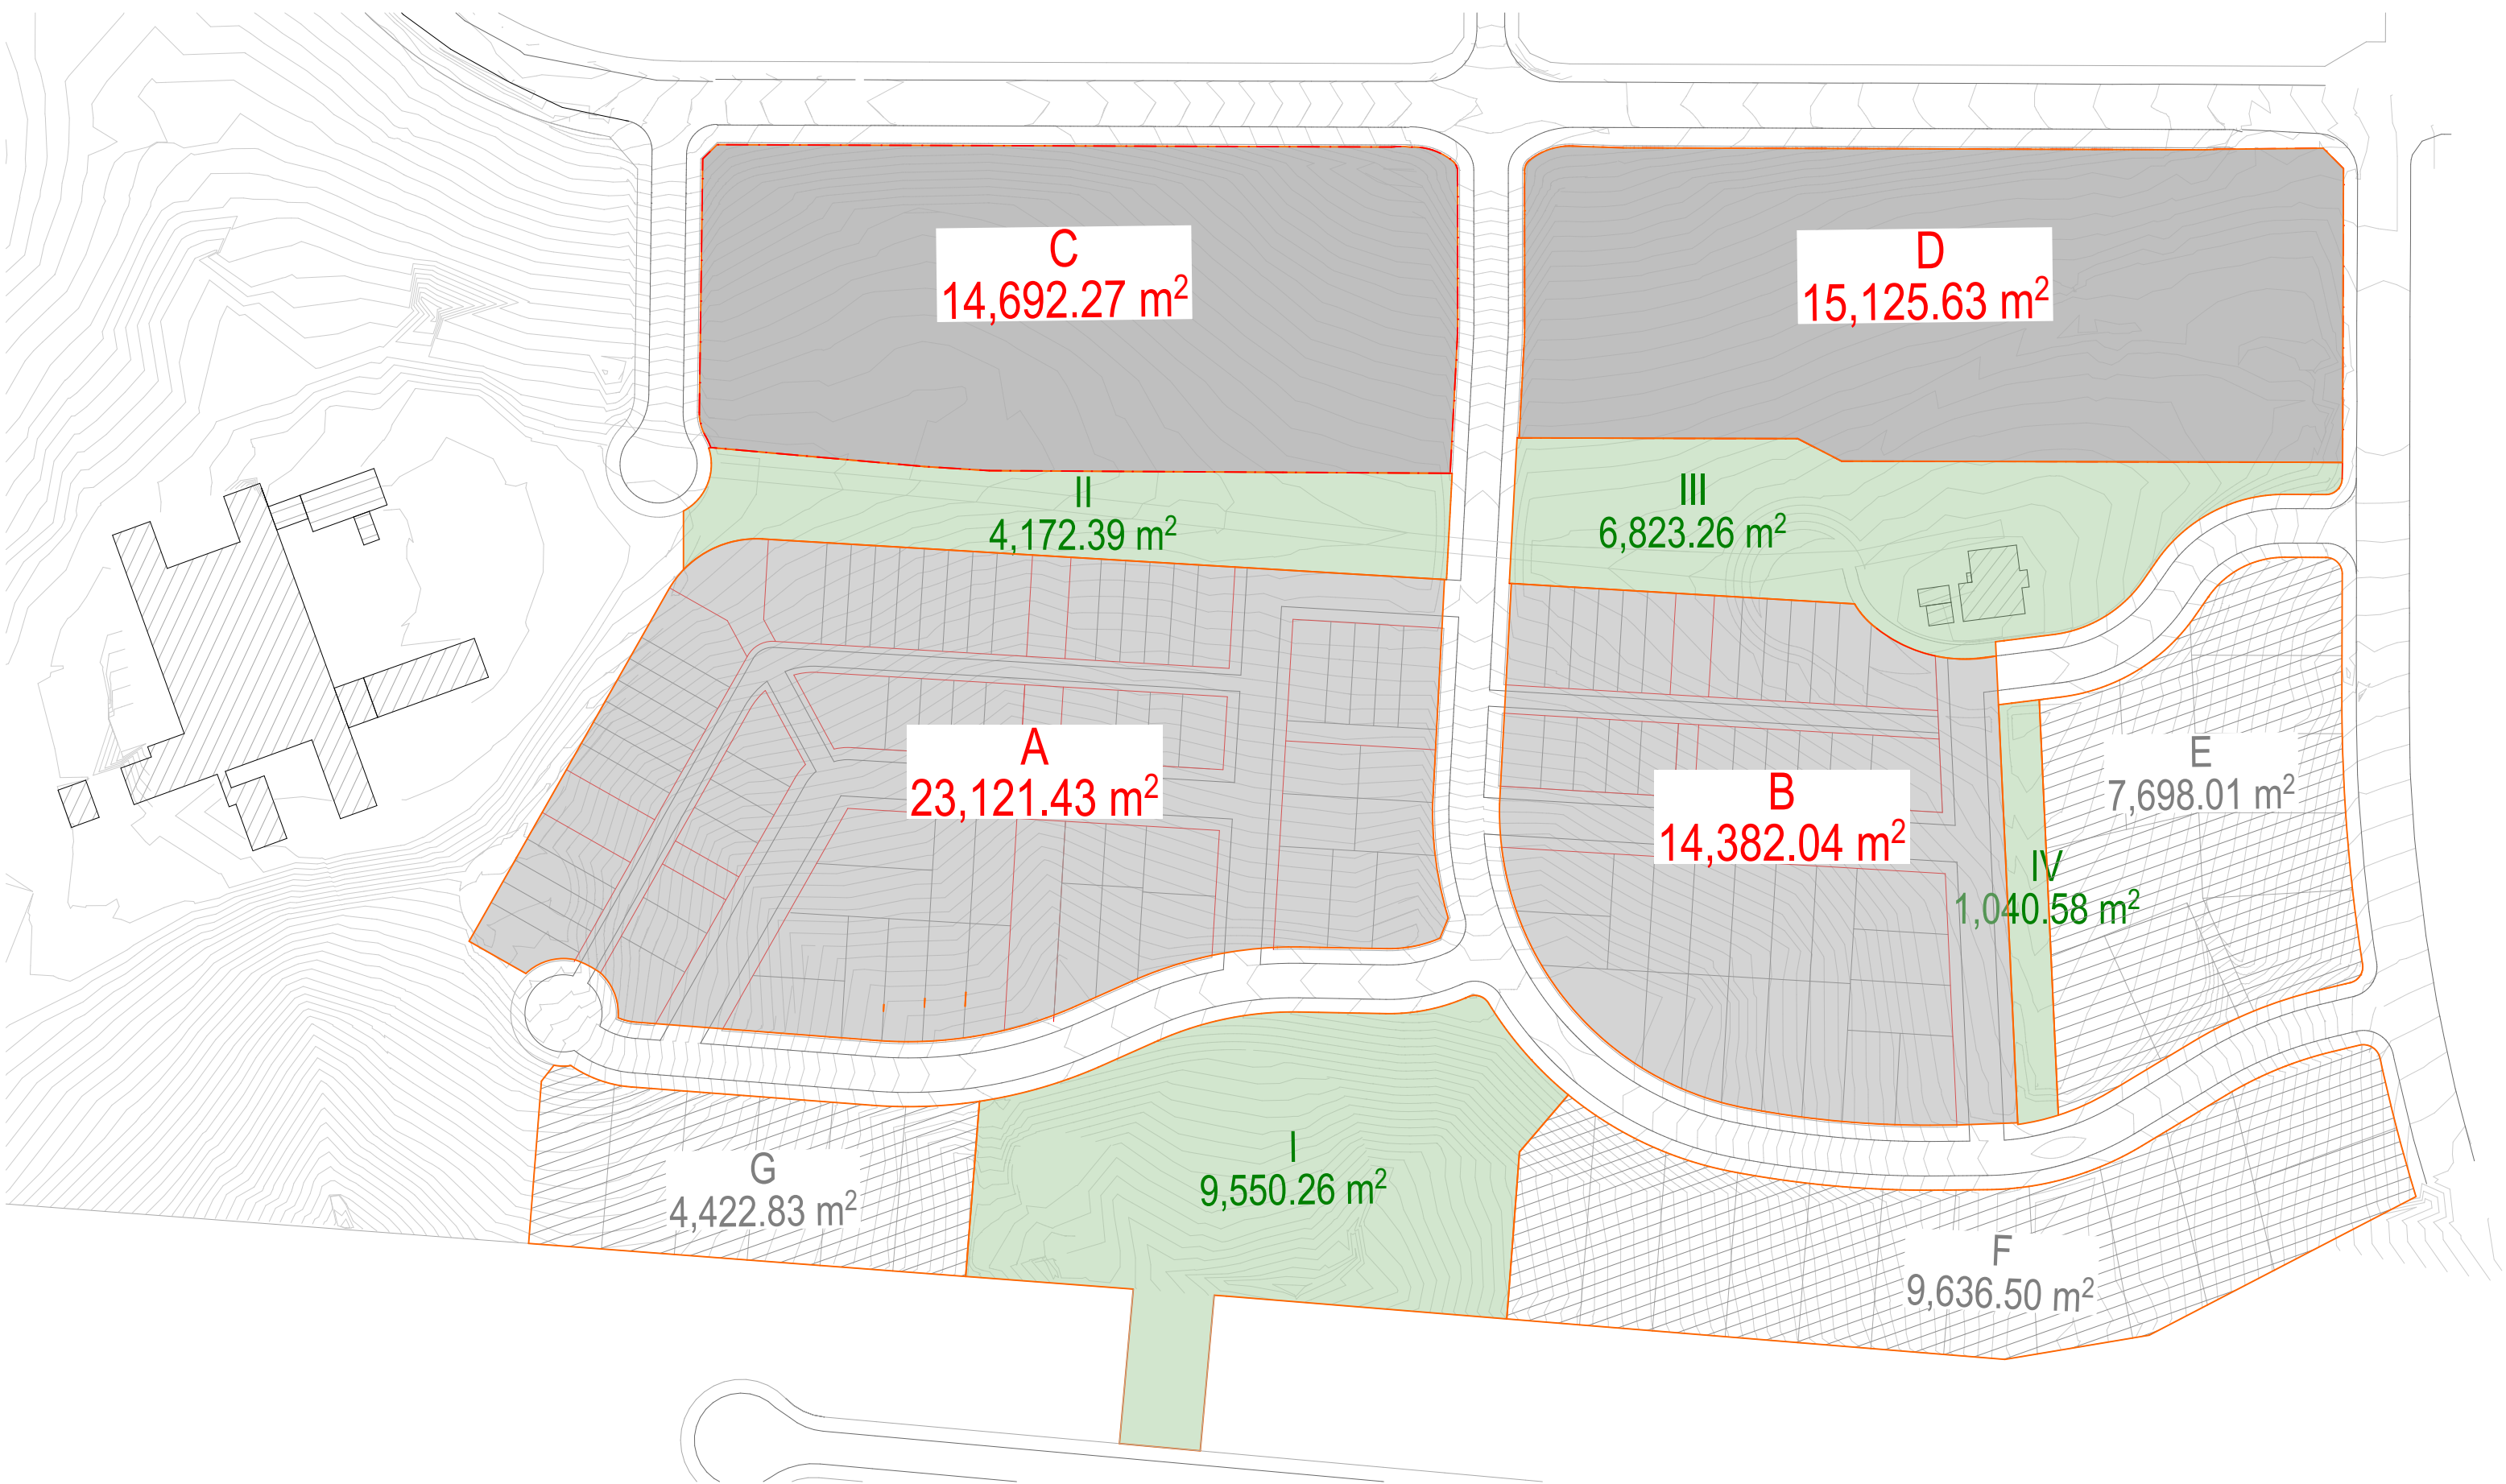 C
14,692.27 m²
D
15,125.63 m²
II
4,172.39 m²
III
6,823.26 m²
A
23,121.43 m²
B
14,382.04 m²
E
7,698.01 m²
IV
1,040.58 m²
G
4,422.83 m²
I
9,550.26 m²
F
9,636.50 m²